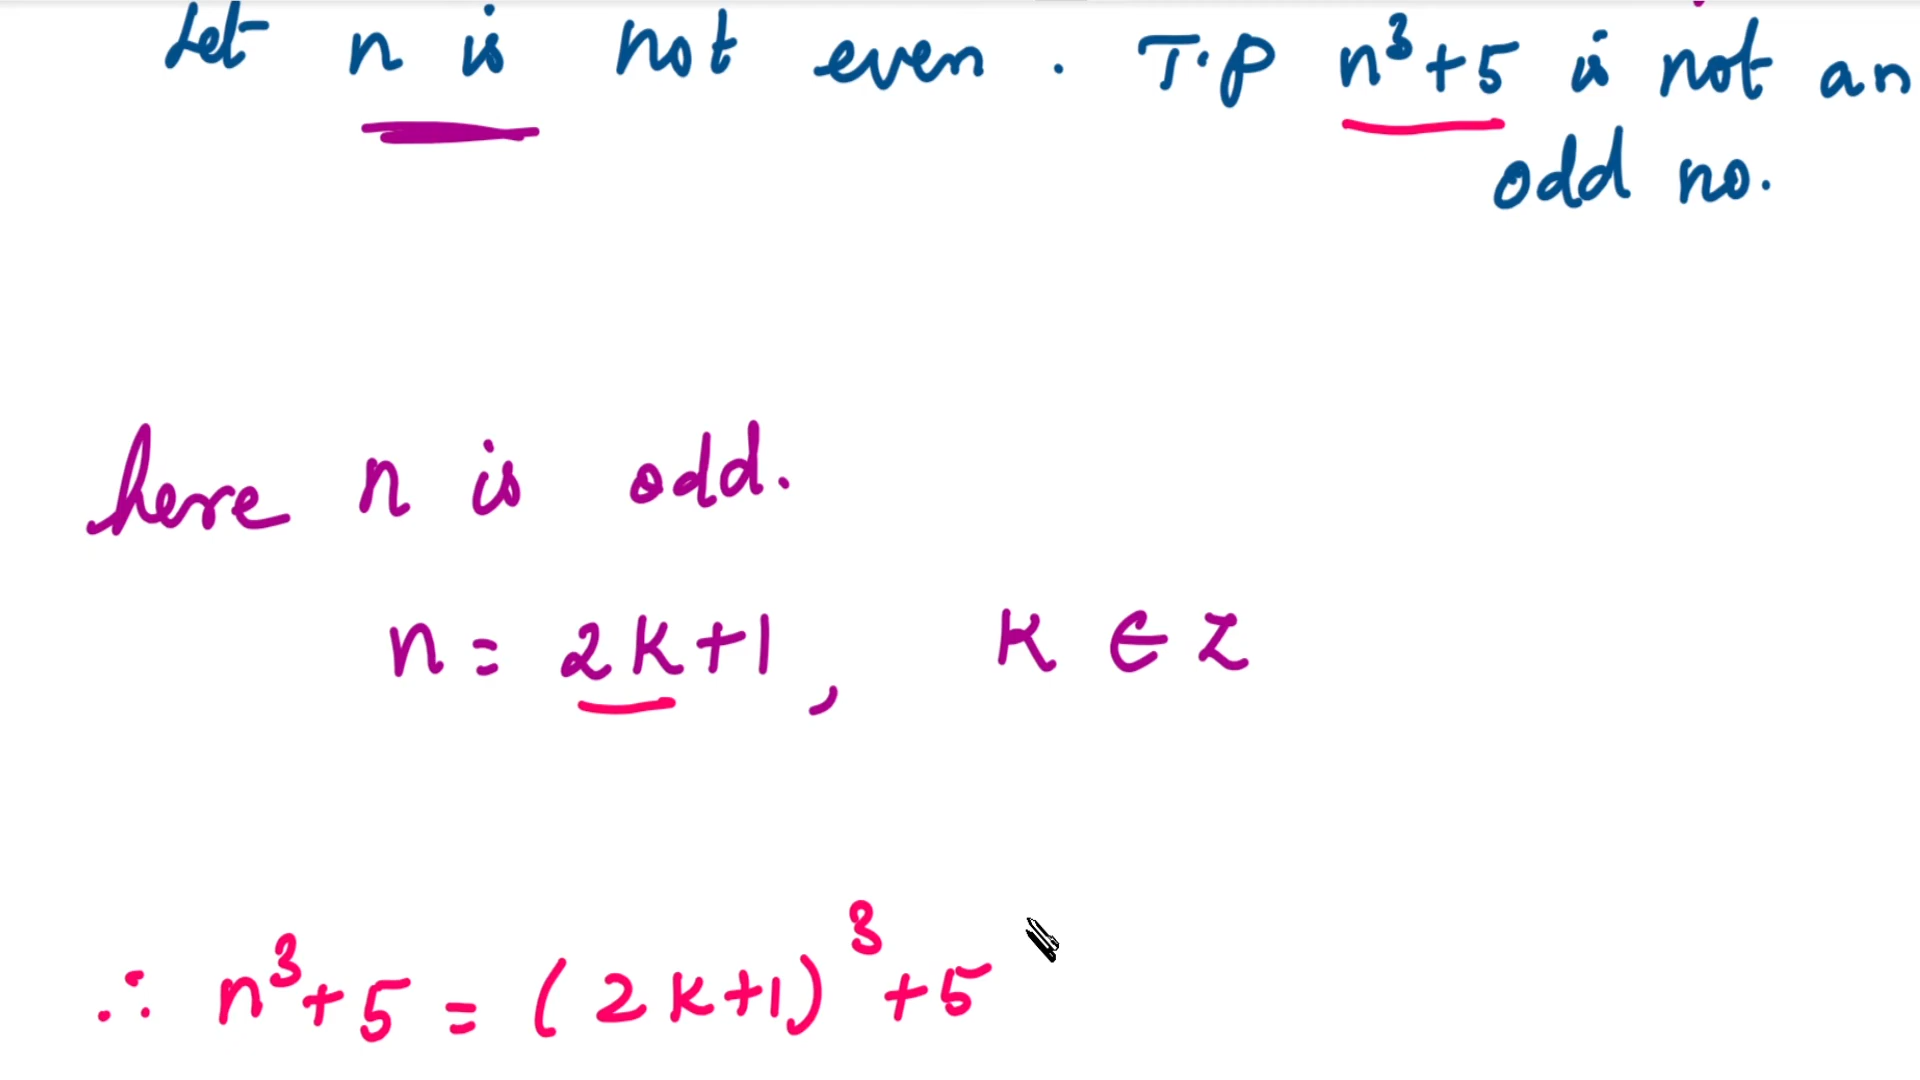 Let n is not even. T.P n³+5 is not an
odd no.
here n is odd.
n = 2k+1, K ∈ Z
∴ n³+5 = (2k+1)³+5